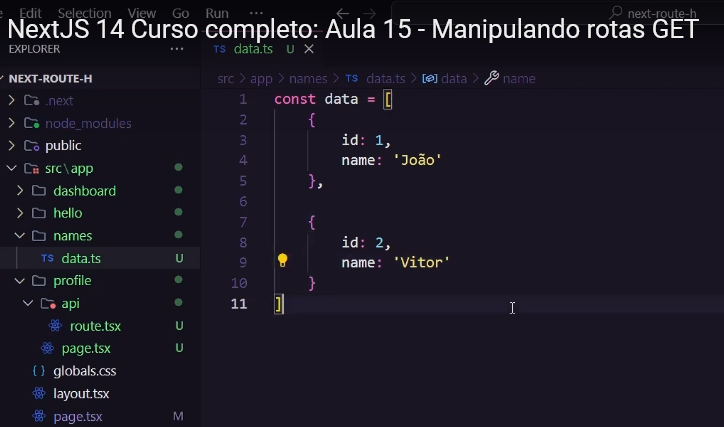 Edit Selection View Go Run ··· next-route-h
NextJS 14 Curso completo: Aula 15 - Manipulando rotas GET
EXPLORER ···
TS data.ts U
NEXT-ROUTE-H
.next
node_modules
public
src\app
dashboard
hello
names
TS data.ts U
profile
api
route.tsx U
page.tsx U
{ } globals.css
layout.tsx
page.tsx M
src > app > names > TS data.ts > data > name
1 const data = [
2 {
3 id: 1,
4 name: 'João'
5 },
6
7 {
8 id: 2,
9 name: 'Vitor'
10 }
11 ]